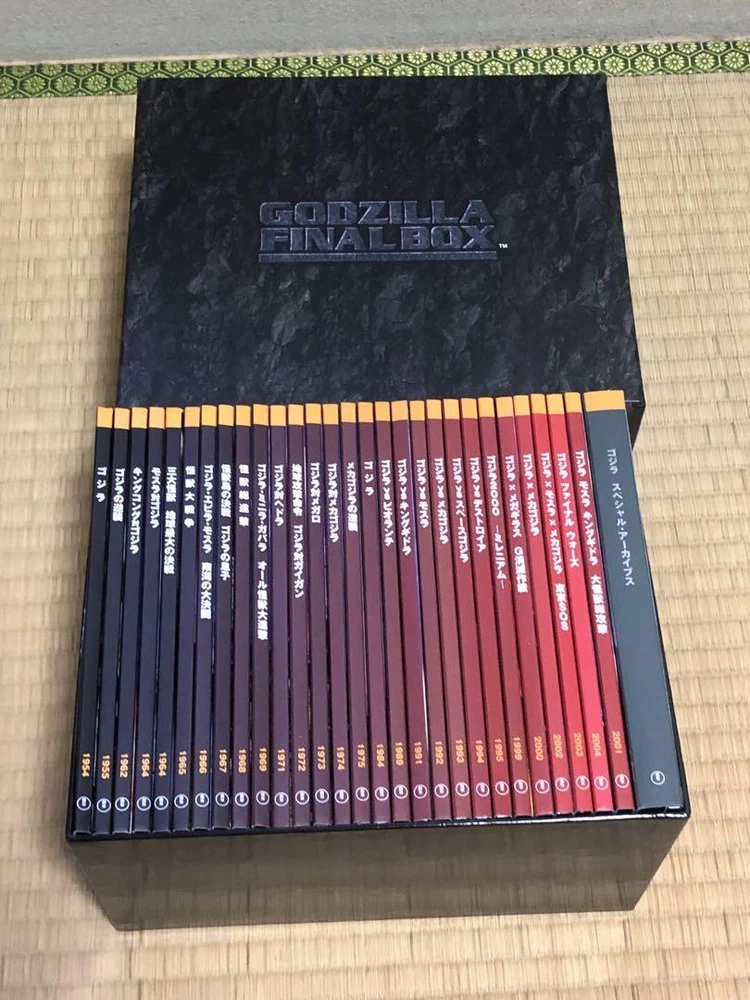 GODZILLA
FINAL BOX
™
ゴジラ
1954
ゴジラの逆襲
1955
キングコング対ゴジラ
1962
モスラ対ゴジラ
1964
三大怪獣 地球最大の決戦
1964
怪獣大戦争
1965
ゴジラ・エビラ・モスラ 南海の大決闘
1966
怪獣島の決戦 ゴジラの息子
1967
怪獣総進撃
1968
ゴジラ・ミニラ・ガバラ オール怪獣大進撃
1969
ゴジラ対ヘドラ
1971
地球攻撃命令 ゴジラ対ガイガン
1972
ゴジラ対メガロ
1973
ゴジラ対メカゴジラ
1974
メカゴジラの逆襲
1975
ゴジラ
1984
ゴジラVSビオランテ
1989
ゴジラVSキングギドラ
1991
ゴジラVSモスラ
1992
ゴジラVSメカゴジラ
1993
ゴジラVSスペースゴジラ
1994
ゴジラVSデストロイア
1995
ゴジラ2000 ―ミレニアム―
1999
ゴジラ×メガギラス G消滅作戦
2000
ゴジラ×メカゴジラ
2002
ゴジラ×モスラ×メカゴジラ 東京SOS
2003
ゴジラ ファイナル ウォーズ
2004
ゴジラ モスラ キングギドラ 大怪獣総攻撃
2001
ゴジラ スペシャル・アーカイブス